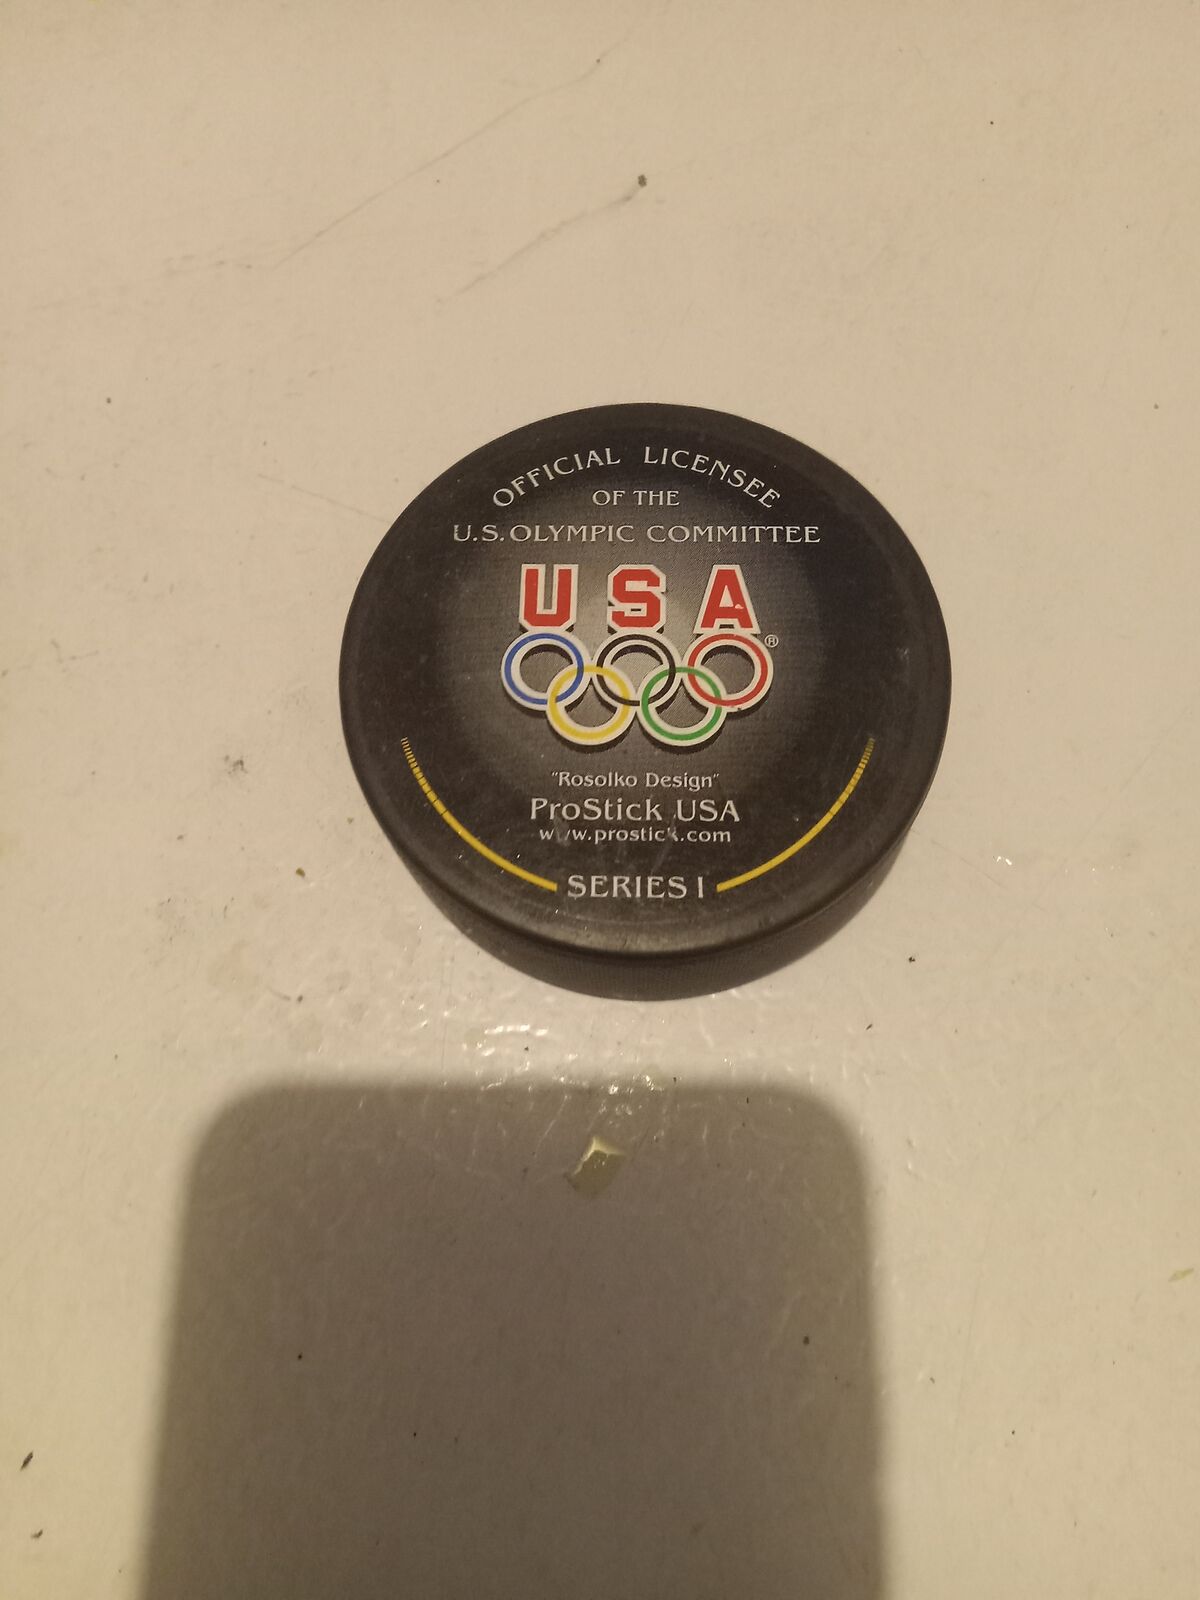 OFFICIAL LICENSEE
OF THE
U.S. OLYMPIC COMMITTEE
USA
®
"Rosolko Design"
ProStick USA
www.prostick.com
SERIES I